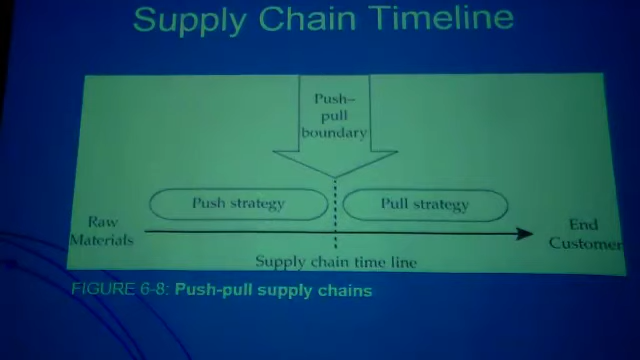 Supply Chain Timeline
Push–
pull
boundary
Push strategy
Pull strategy
Raw
Materials
End
Customer
Supply chain time line
FIGURE 6-8: Push-pull supply chains